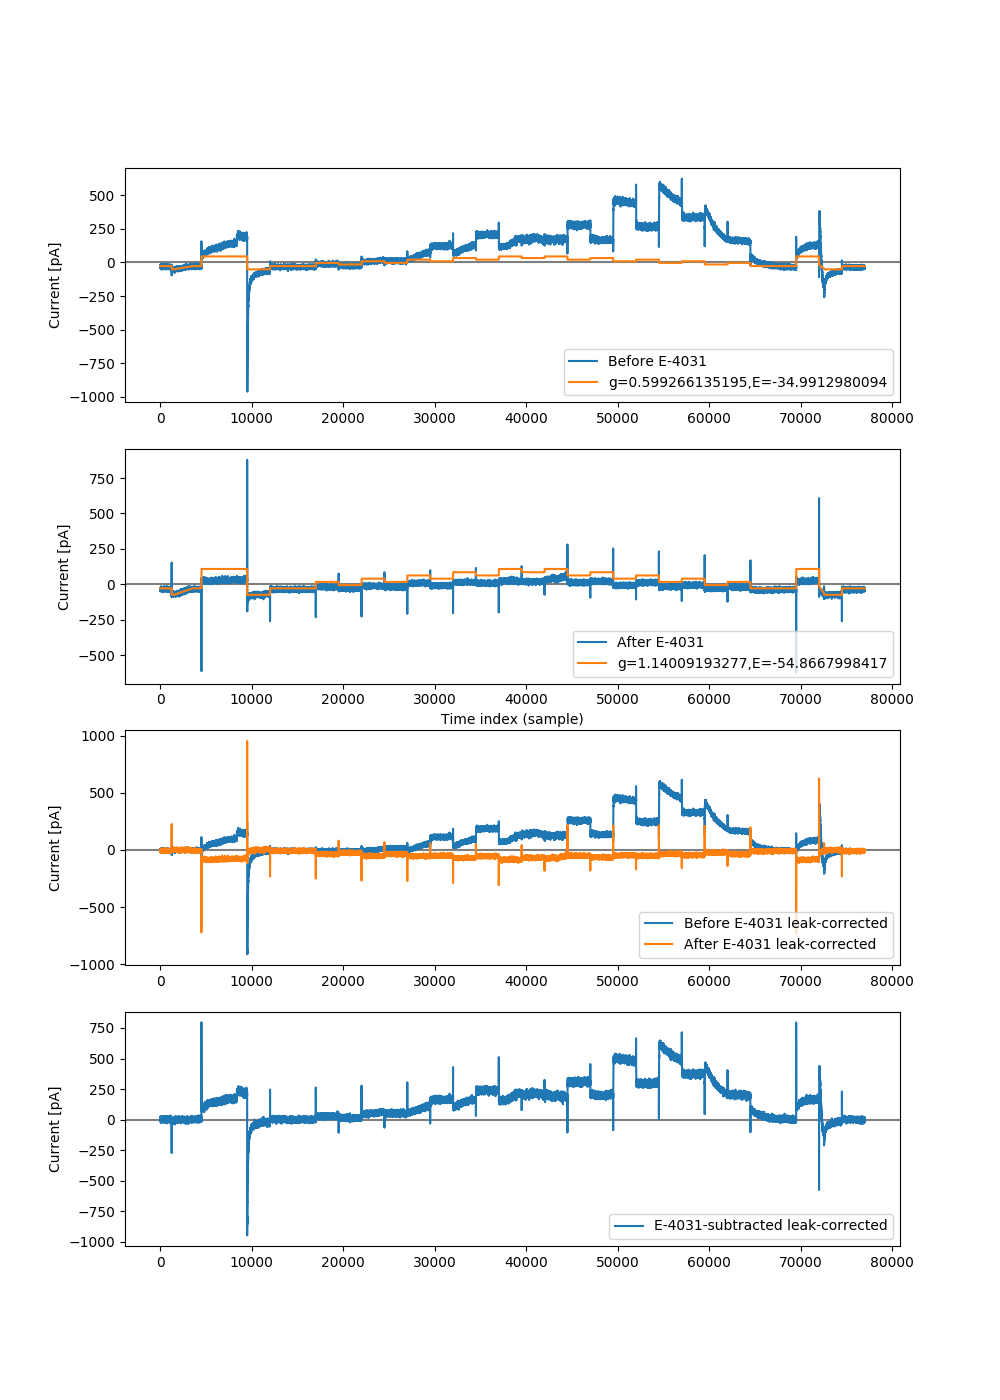 500
250
0
−250
−500
−750
−1000
Current [pA]
Before E-4031
g=0.599266135195,E=-34.9912980094
0 10000 20000 30000 40000 50000 60000 70000 80000
750
500
250
0
−250
−500
Current [pA]
After E-4031
g=1.14009193277,E=-54.8667998417
0 10000 20000 30000 40000 50000 60000 70000 80000
Time index (sample)
1000
500
0
−500
−1000
Current [pA]
Before E-4031 leak-corrected
After E-4031 leak-corrected
0 10000 20000 30000 40000 50000 60000 70000 80000
750
500
250
0
−250
−500
−750
−1000
Current [pA]
E-4031-subtracted leak-corrected
0 10000 20000 30000 40000 50000 60000 70000 80000